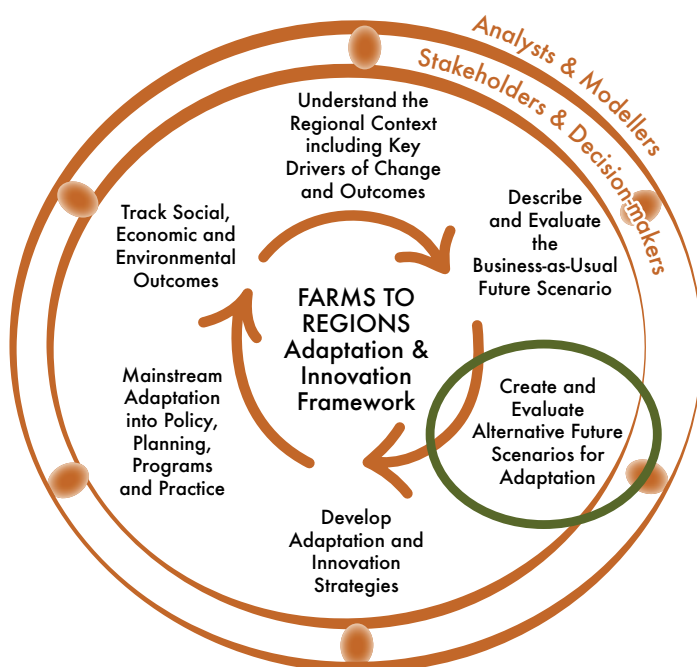 Analysts & Modellers
Stakeholders & Decision-makers
Understand the
Regional Context
including Key
Drivers of Change
and Outcomes
Describe
and Evaluate
the
Business-as-Usual
Future Scenario
Create and
Evaluate
Alternative Future
Scenarios for
Adaptation
Develop
Adaptation and
Innovation
Strategies
Mainstream
Adaptation
into Policy,
Planning,
Programs
and Practice
Track Social,
Economic and
Environmental
Outcomes
FARMS TO
REGIONS
Adaptation &
Innovation
Framework